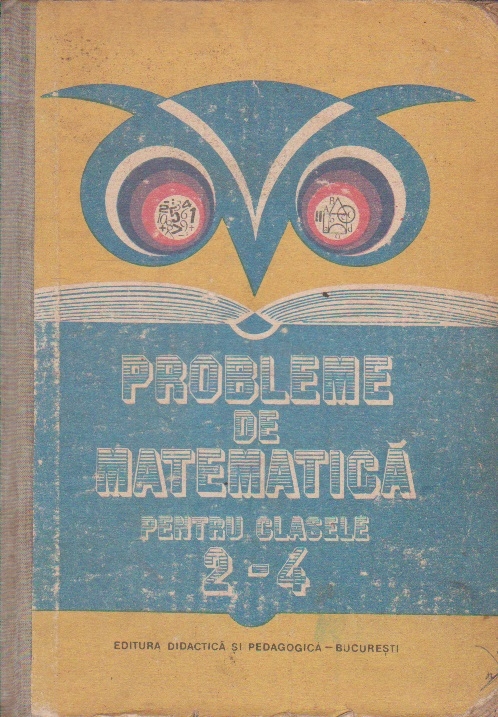 PROBLEME
DE
MATEMATICĂ
PENTRU CLASELE
2-4
EDITURA DIDACTICĂ ȘI PEDAGOGICĂ – BUCUREȘTI